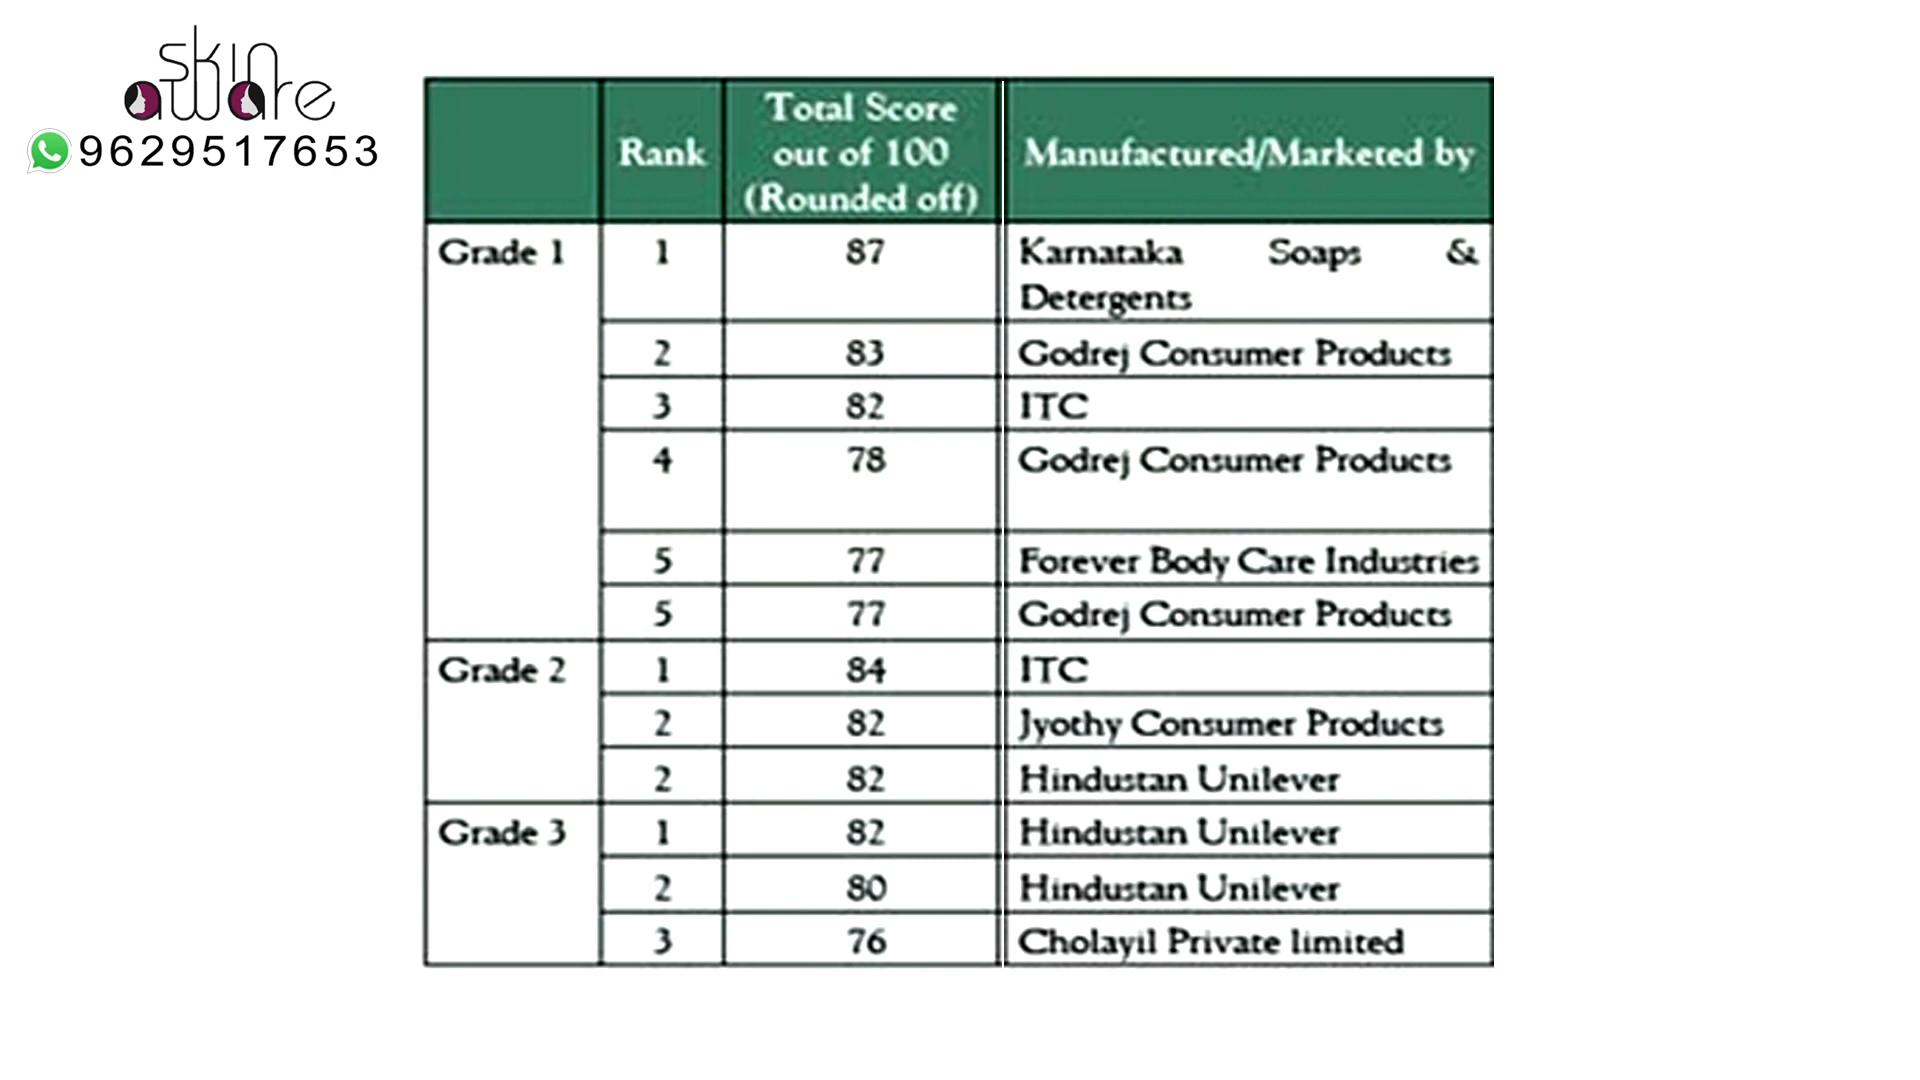 skin
aware
9629517653
Rank
Total Score
out of 100
(Rounded off)
Manufactured/Marketed by
Grade 1
1
87
Karnataka Soaps &
Detergents
2
83
Godrej Consumer Products
3
82
ITC
4
78
Godrej Consumer Products
5
77
Forever Body Care Industries
5
77
Godrej Consumer Products
Grade 2
1
84
ITC
2
82
Jyothy Consumer Products
2
82
Hindustan Unilever
Grade 3
1
82
Hindustan Unilever
2
80
Hindustan Unilever
3
76
Cholayil Private limited